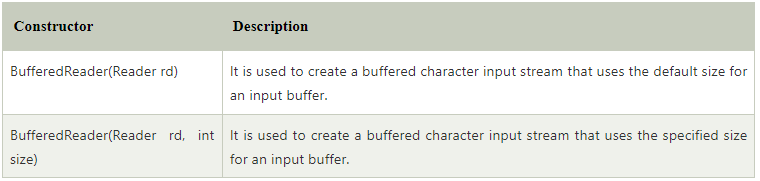 Constructor Description
BufferedReader(Reader rd) It is used to create a buffered character input stream that uses the default size for
an input buffer.
BufferedReader(Reader rd, int It is used to create a buffered character input stream that uses the specified size
size) for an input buffer.